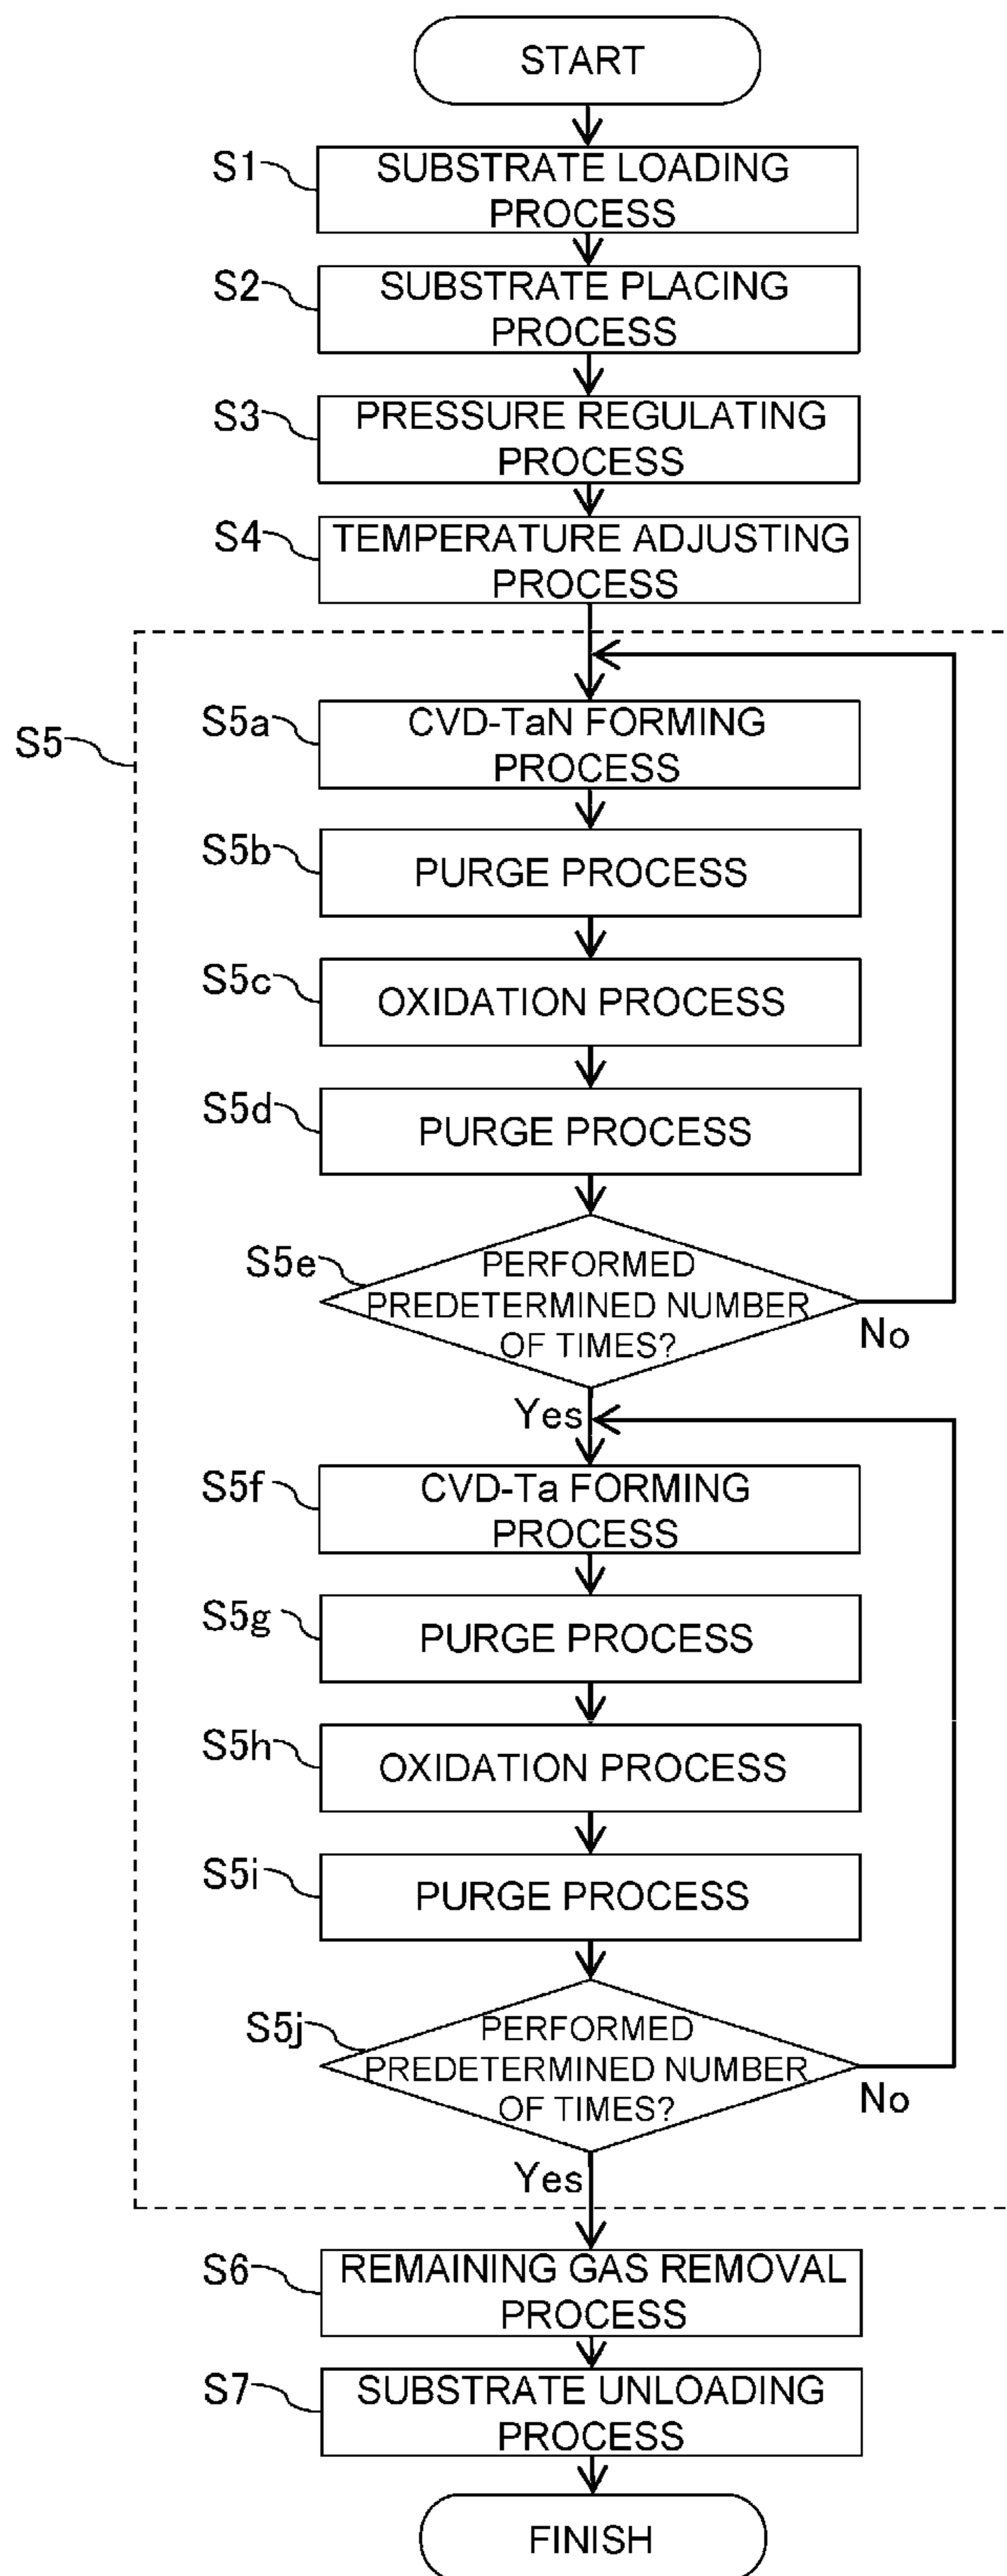 START
S1
SUBSTRATE LOADING
PROCESS
S2
SUBSTRATE PLACING
PROCESS
S3
PRESSURE REGULATING
PROCESS
S4
TEMPERATURE ADJUSTING
PROCESS
S5
S5a
CVD-TaN FORMING
PROCESS
S5b
PURGE PROCESS
S5c
OXIDATION PROCESS
S5d
PURGE PROCESS
S5e
PERFORMED
PREDETERMINED NUMBER
OF TIMES?
No
Yes
S5f
CVD-Ta FORMING
PROCESS
S5g
PURGE PROCESS
S5h
OXIDATION PROCESS
S5i
PURGE PROCESS
S5j
PERFORMED
PREDETERMINED NUMBER
OF TIMES?
No
Yes
S6
REMAINING GAS REMOVAL
PROCESS
S7
SUBSTRATE UNLOADING
PROCESS
FINISH